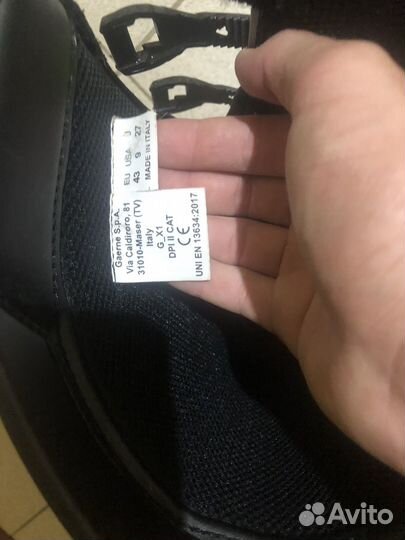 EU USA J
43 9 27
MADE IN ITALY
Gaerne S.p.A.
Via Caldiroro, 81
31010-Maser (TV)
Italy
G_X1
DPI II CAT
CE
UNI EN 13634:2017
Avito